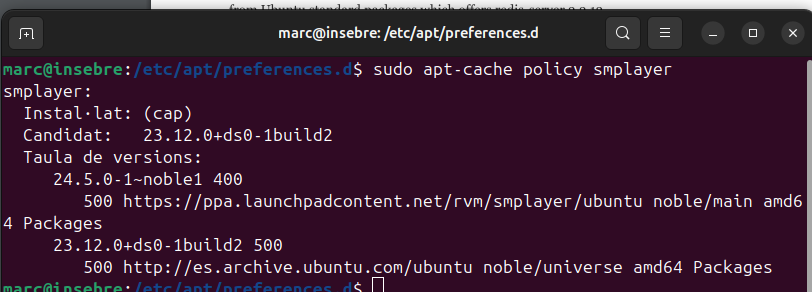 from Ubuntu standard packages which offers redis-server 3.2.12
marc@insebre: /etc/apt/preferences.d
marc@insebre:/etc/apt/preferences.d$ sudo apt-cache policy smplayer
smplayer:
  Instal·lat: (cap)
  Candidat:   23.12.0+ds0-1build2
  Taula de versions:
     24.5.0-1~noble1 400
        500 https://ppa.launchpadcontent.net/rvm/smplayer/ubuntu noble/main amd6
4 Packages
     23.12.0+ds0-1build2 500
        500 http://es.archive.ubuntu.com/ubuntu noble/universe amd64 Packages
marc@insebre:/etc/apt/preferences.d$